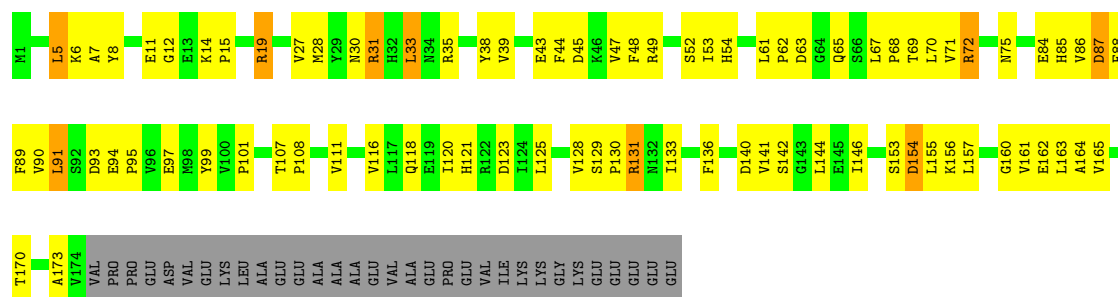 M1 L5 K6 A7 Y8 E11 G12 E13 K14 P15 R19 V27 M28 Y29 N30 R31 H32 L33 N34 R35 Y38 V39 E43 F44 D45 K46 V47 F48 R49 S52 I53 H54 L61 P62 D63 G64 Q65 S66 L67 P68 T69 L70 V71 R72 N75 E84 H85 V86 D87
F89 V90 L91 S92 D93 E94 P95 V96 E97 M98 Y99 V100 P101 T107 P108 V111 V116 L117 Q118 E119 I120 H121 R122 D123 I124 L125 V128 S129 P130 R131 N132 I133 F136 D140 V141 S142 G143 L144 E145 I146 S153 D154 L155 K156 L157 G160 V161 E162 L163 A164 V165
T170 A173 V174 VAL PRO PRO GLU ASP VAL GLU LYS LEU ALA GLU GLU ALA ALA ALA GLU VAL ALA GLU PRO GLU VAL ILE LYS LYS GLY LYS GLU GLU GLU GLU GLU